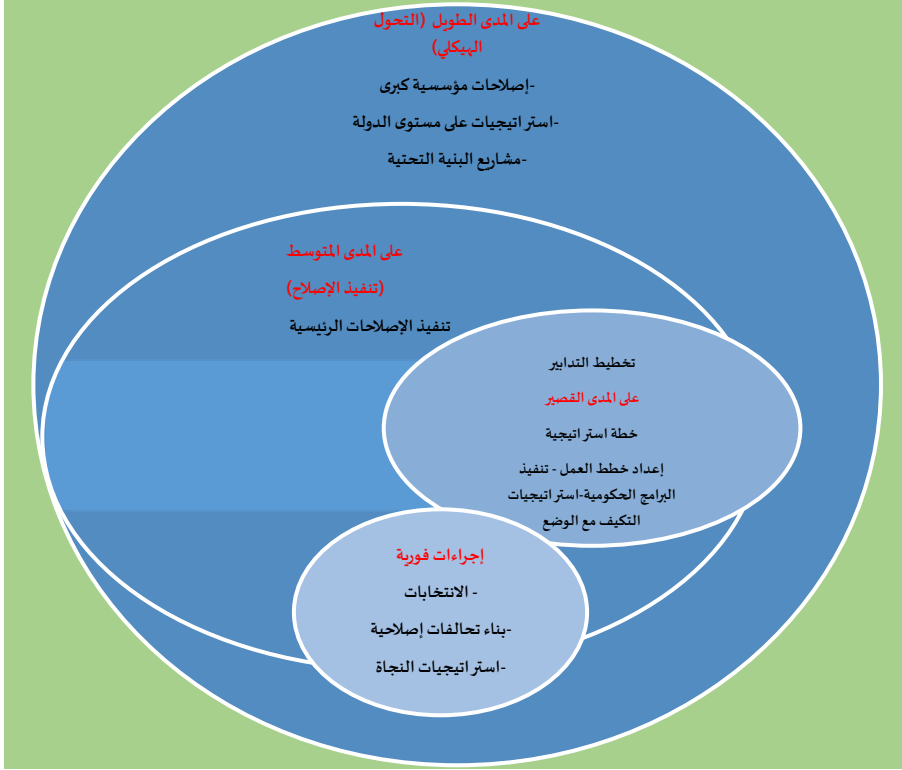 على المدى الطويل (التحول
الهيكلي)
-إصلاحات مؤسسية كبرى
-استراتيجيات على مستوى الدولة
-مشاريع البنية التحتية
على المدى المتوسط
(تنفيذ الإصلاح)
تنفيذ الإصلاحات الرئيسية
تخطيط التدابير
على المدى القصير
خطة استراتيجية
إعداد خطط العمل - تنفيذ
البرامج الحكومية-استراتيجيات
التكيف مع الوضع
إجراءات فورية
- الانتخابات
-بناء تحالفات إصلاحية
-استراتيجيات النجاة